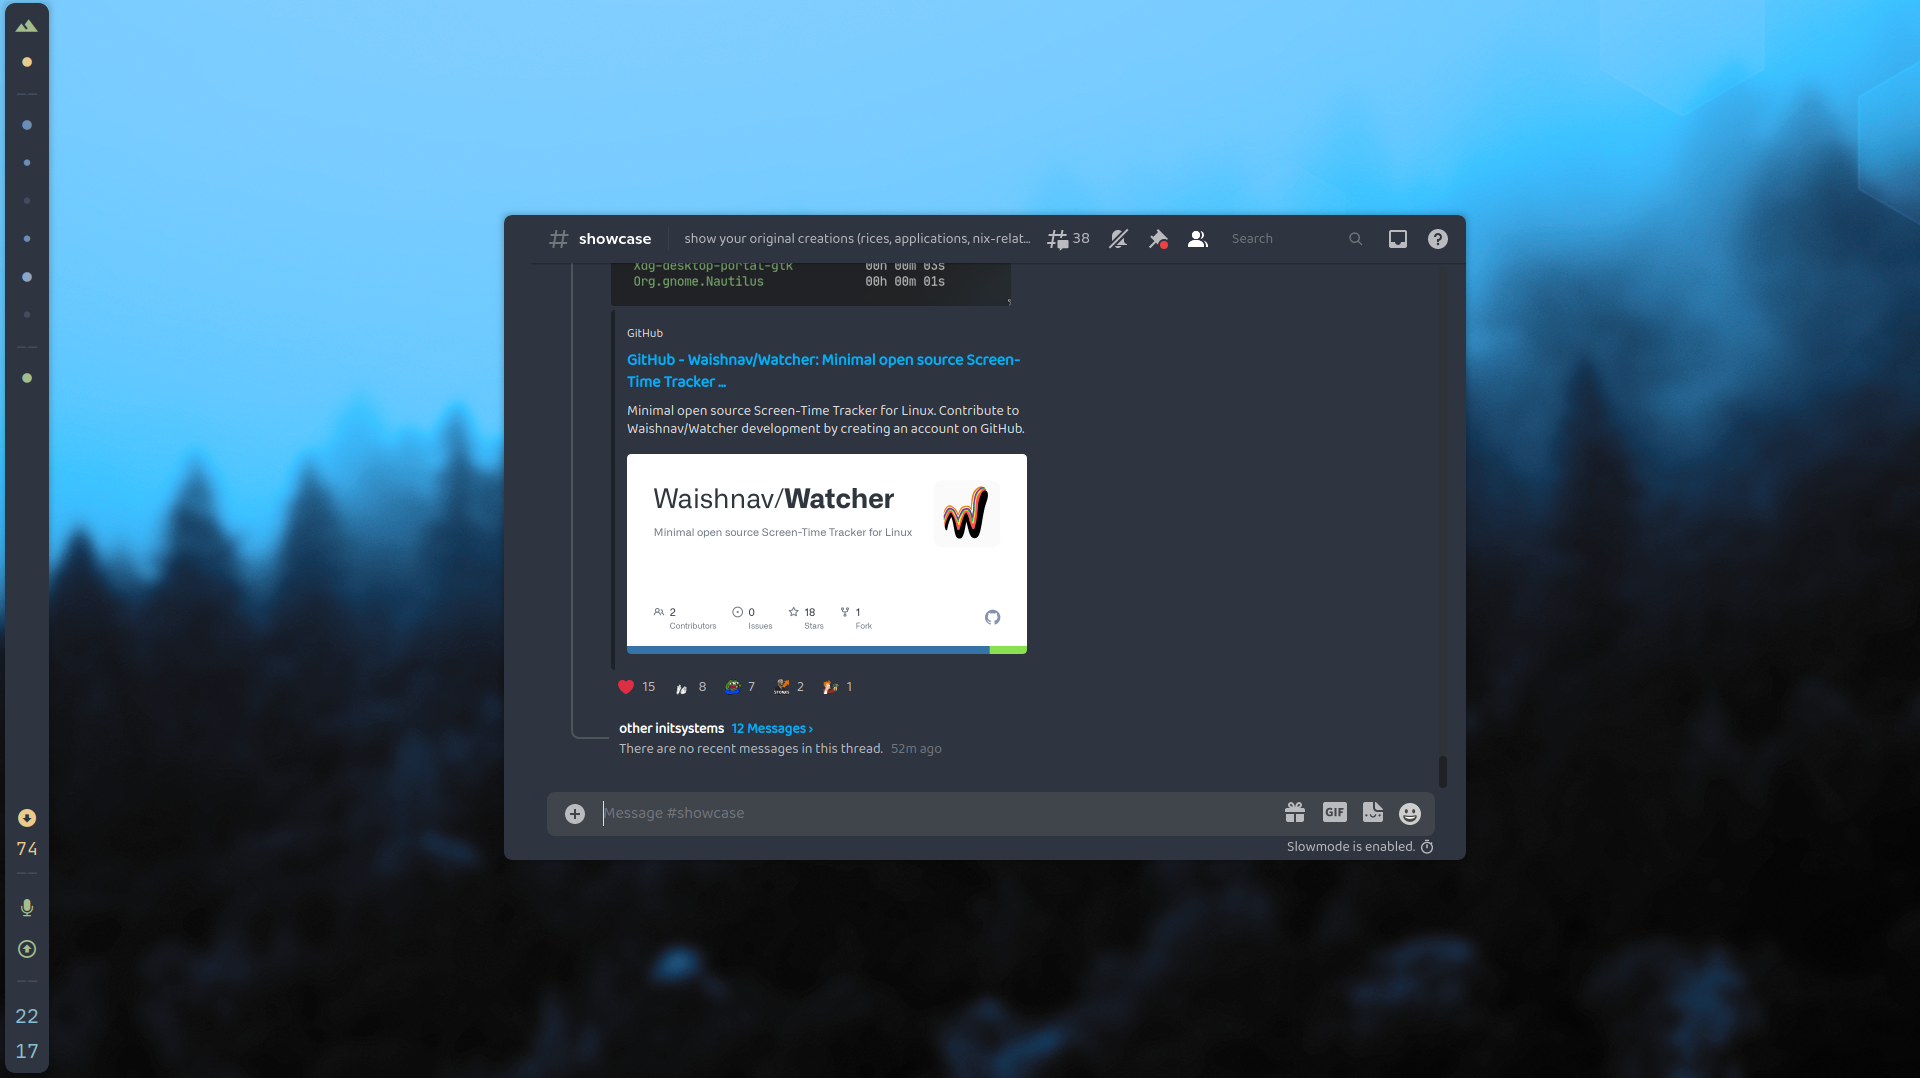 showcase
show your original creations (rices, applications, nix-relat...
38
Search
Xdg-desktop-portal-gtk 00h 00m 03s
Org.gnome.Nautilus 00h 00m 01s
GitHub
GitHub - Waishnav/Watcher: Minimal open source Screen-
Time Tracker ...
Minimal open source Screen-Time Tracker for Linux. Contribute to
Waishnav/Watcher development by creating an account on GitHub.
Waishnav/Watcher
Minimal open source Screen-Time Tracker for Linux
2 0 18 1
Contributors Issues Stars Fork
15 8 7 2 1
other initsystems 12 Messages ›
There are no recent messages in this thread. 52m ago
Message #showcase
GIF
Slowmode is enabled.
74
22
17